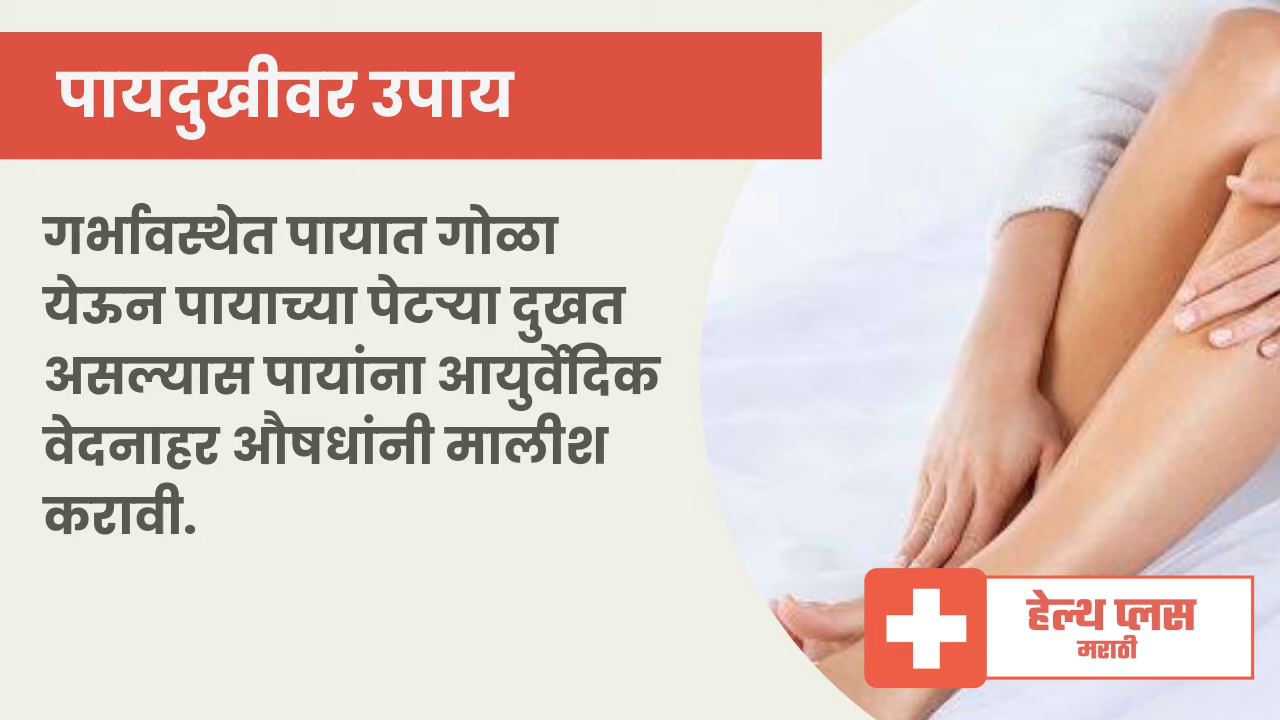 पायदुखीवर उपाय
गर्भावस्थेत पायात गोळा
येऊन पायाच्या पेटऱ्या दुखत
असल्यास पायांना आयुर्वेदिक
वेदनाहर औषधांनी मालीश
करावी.
हेल्थ प्लस
मराठी